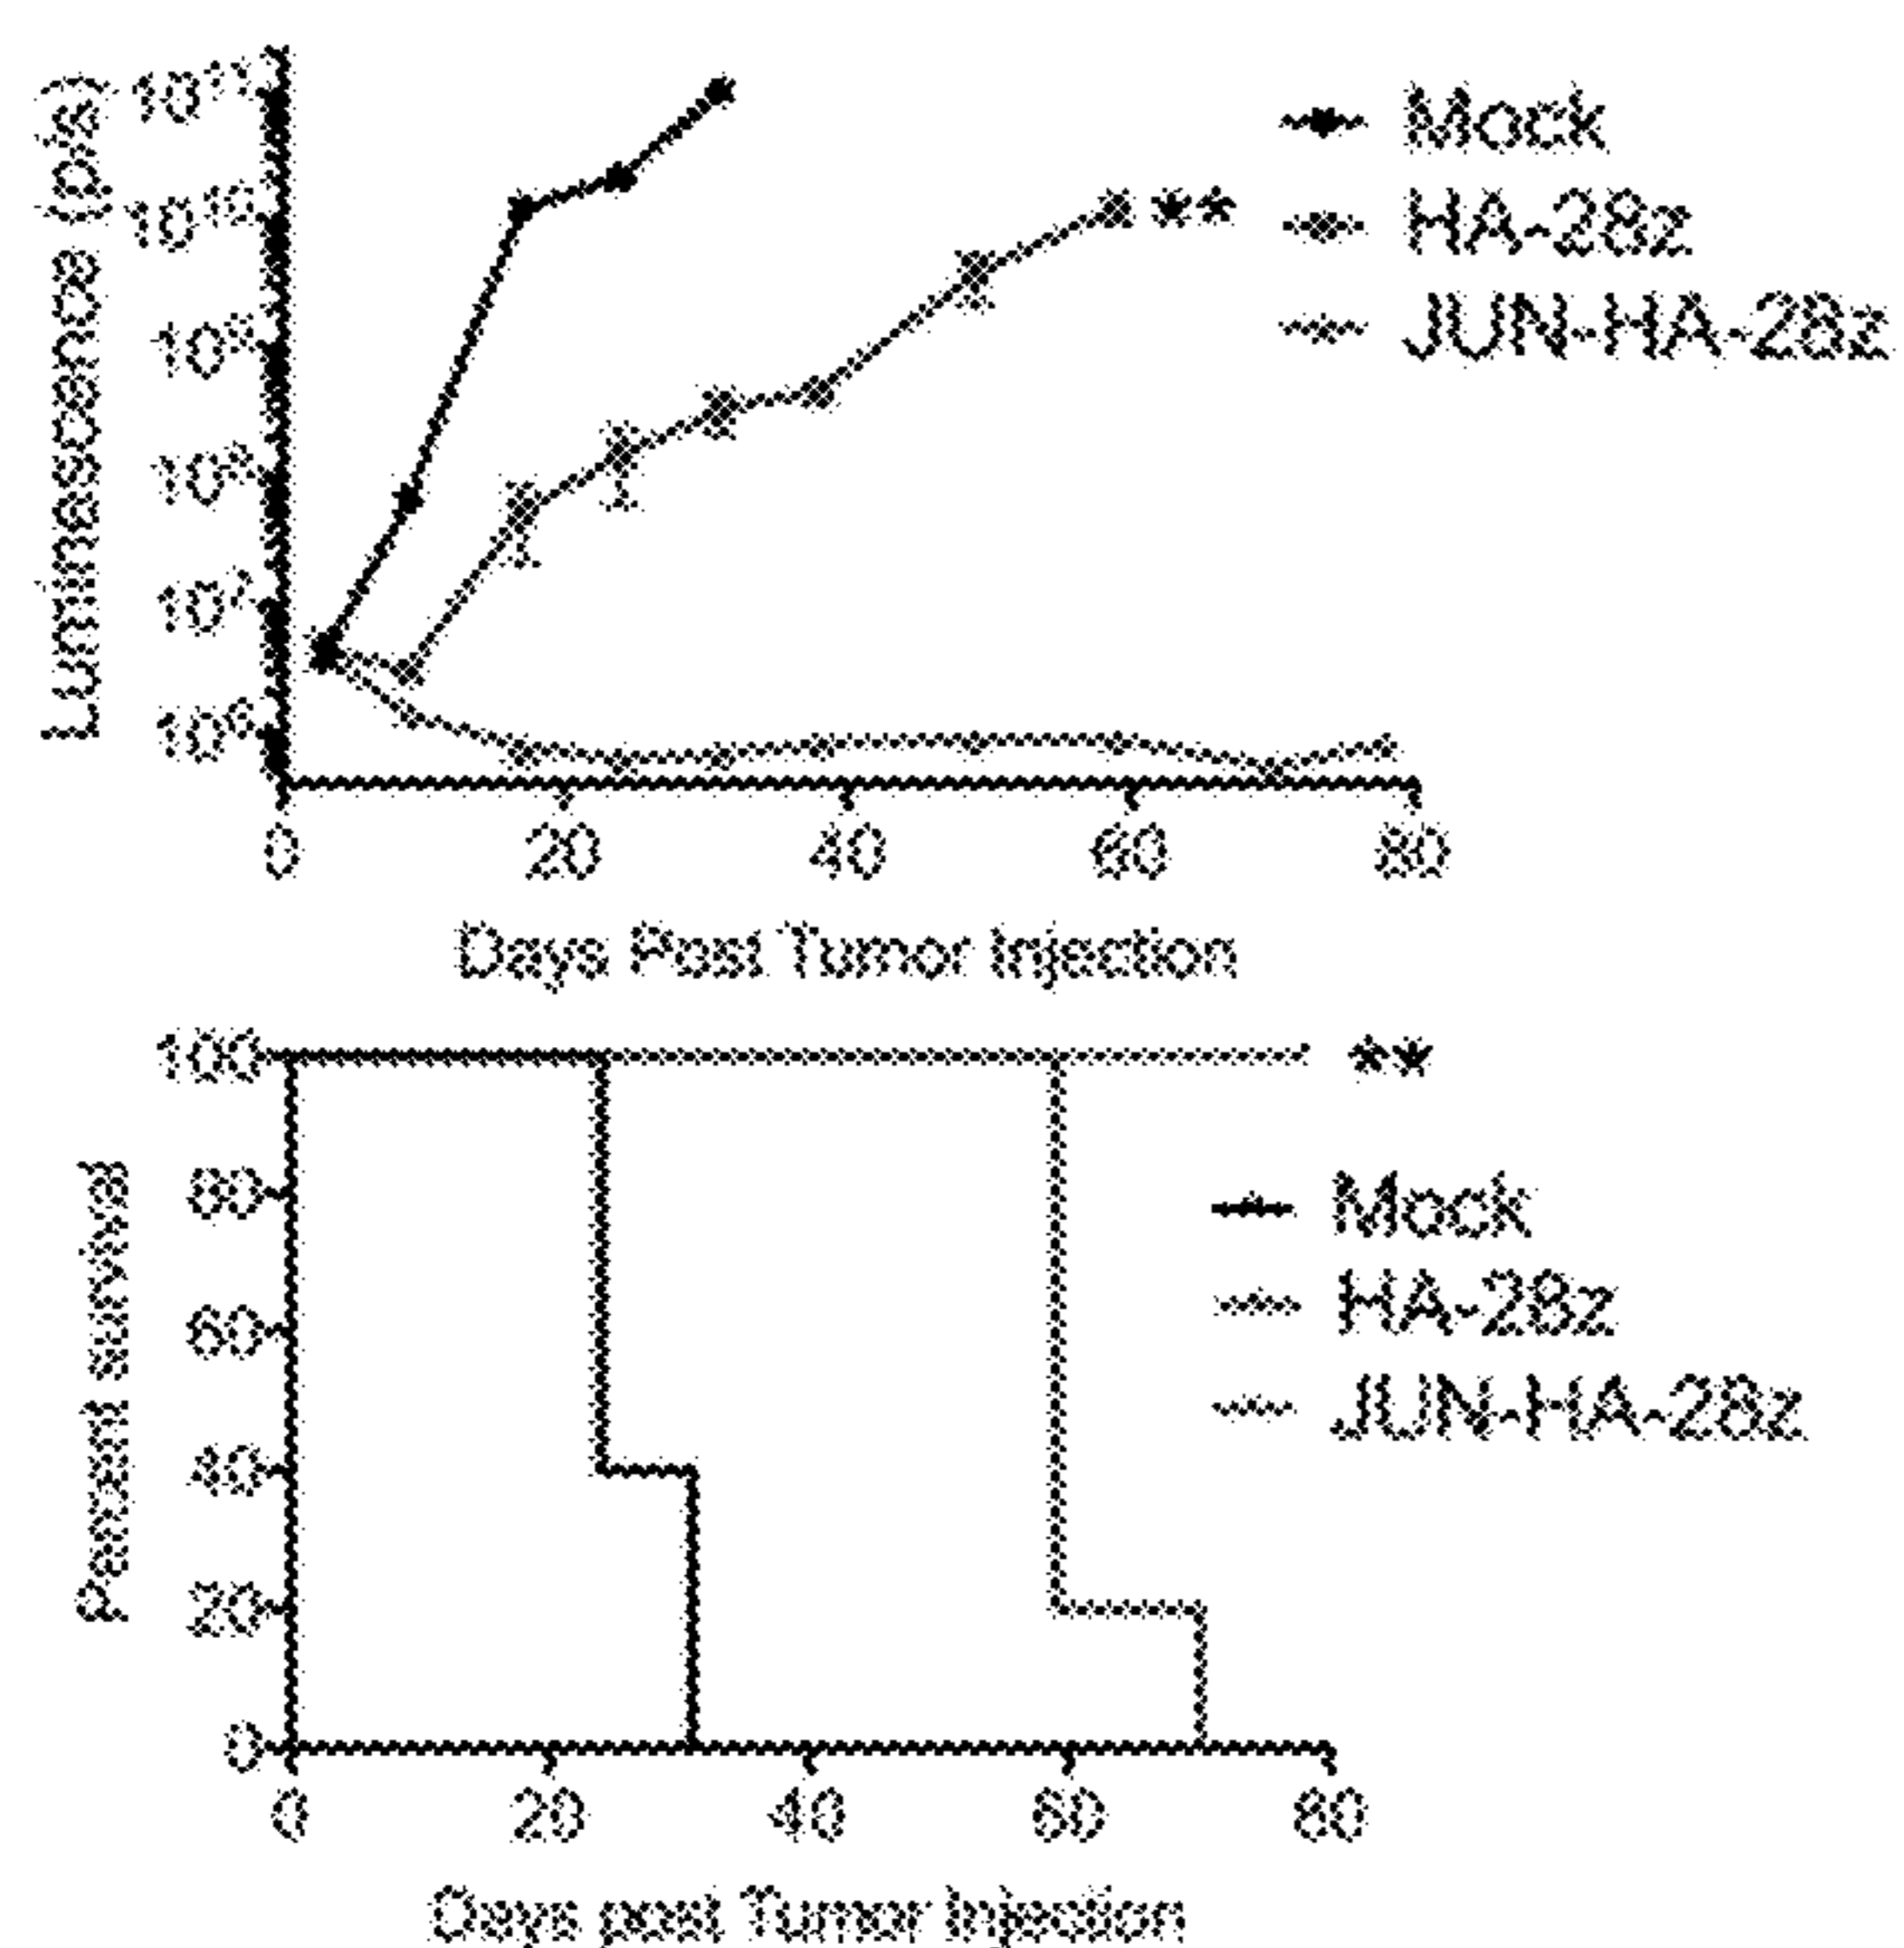 Luminescence (p/s)
10¹¹
10¹⁰
10⁹
10⁸
10⁷
10⁶
Mock
HA-28z
JUN-HA-28z
**
0 20 40 60 80
Days Post Tumor Injection
Percent survival
100
80
60
40
20
0
**
Mock
HA-28z
JUN-HA-28z
0 20 40 60 80
Days post Tumor Injection